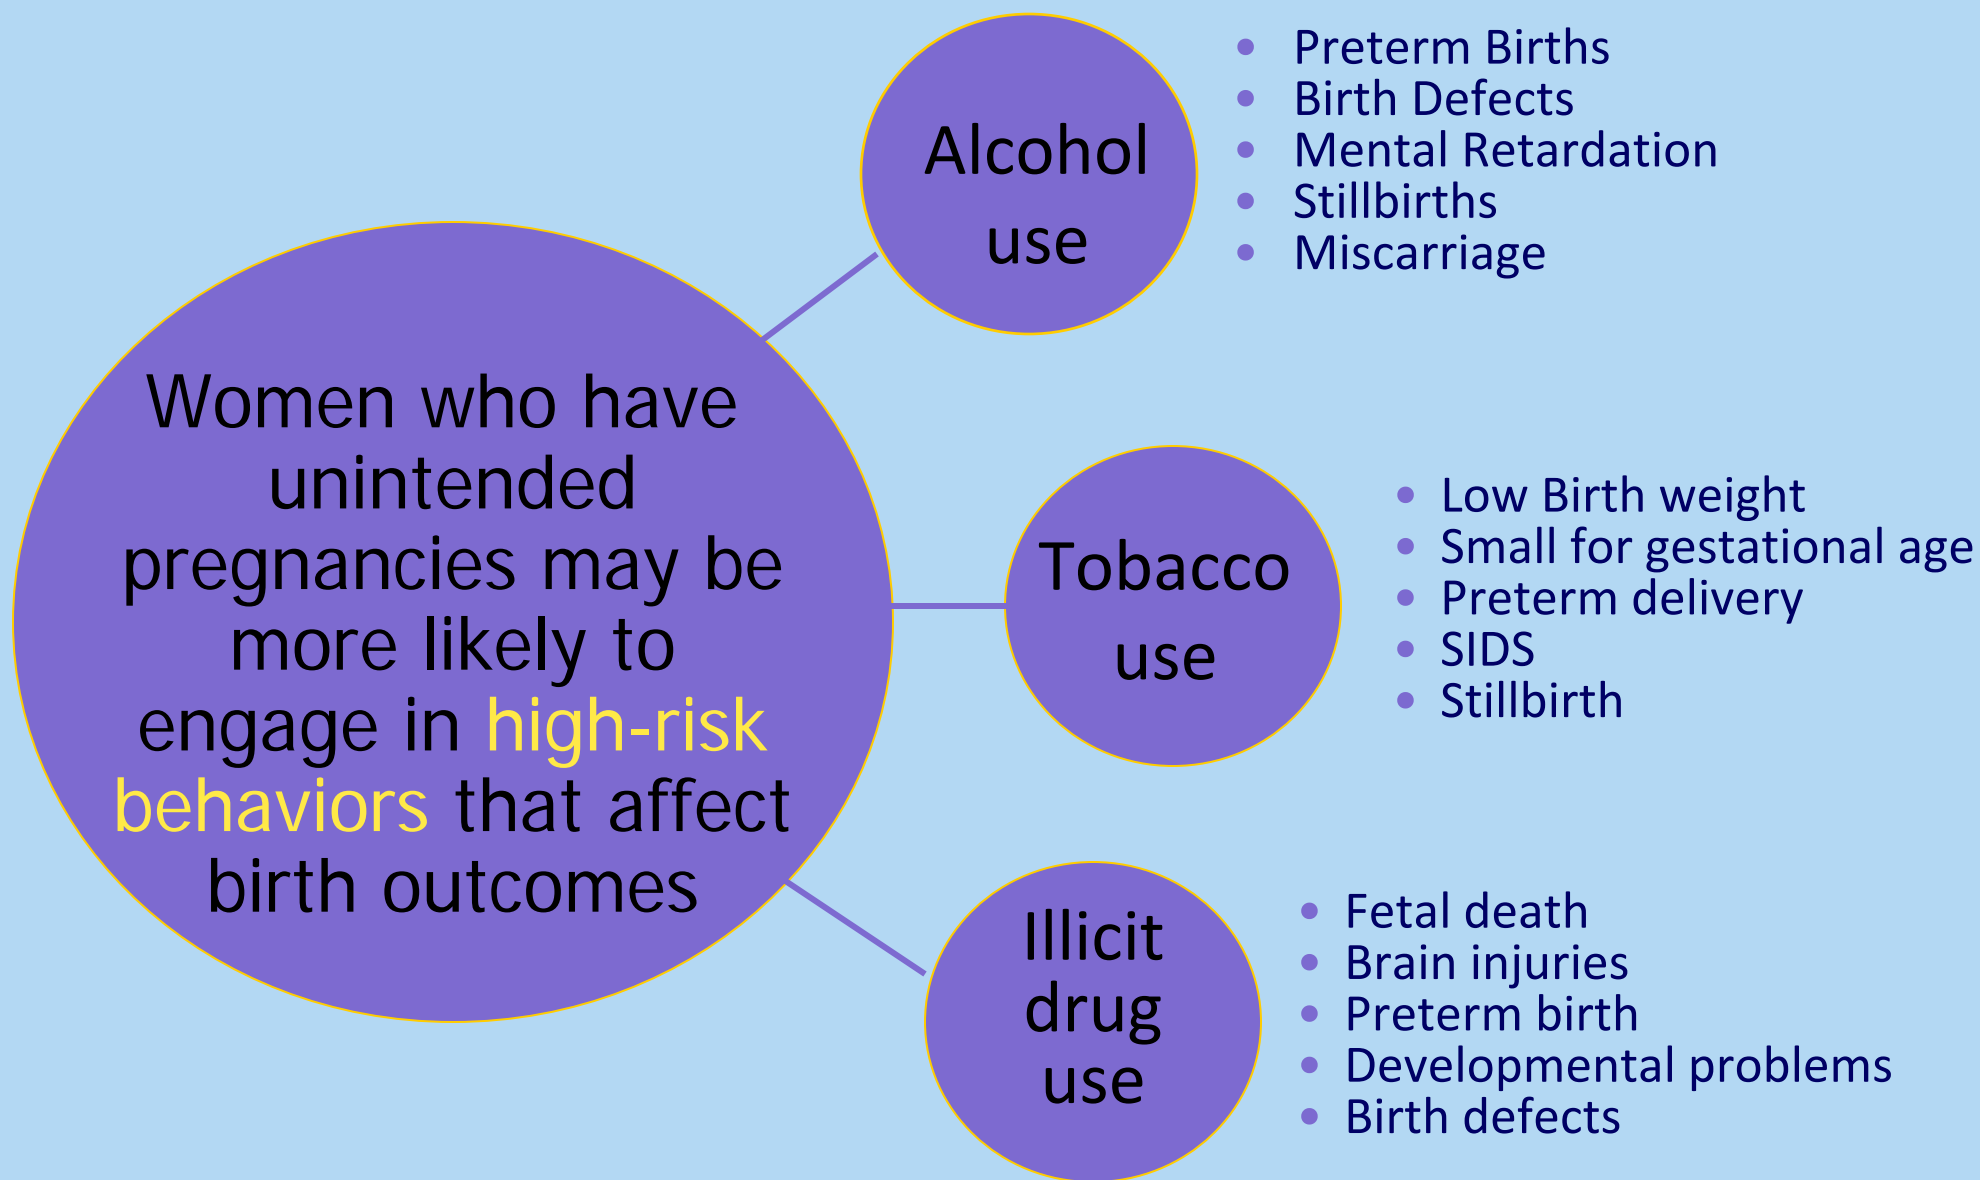 Women who have
unintended
pregnancies may be
more likely to
engage in high-risk
behaviors that affect
birth outcomes
Alcohol
use
• Preterm Births
• Birth Defects
• Mental Retardation
• Stillbirths
• Miscarriage
Tobacco
use
• Low Birth weight
• Small for gestational age
• Preterm delivery
• SIDS
• Stillbirth
Illicit
drug
use
• Fetal death
• Brain injuries
• Preterm birth
• Developmental problems
• Birth defects